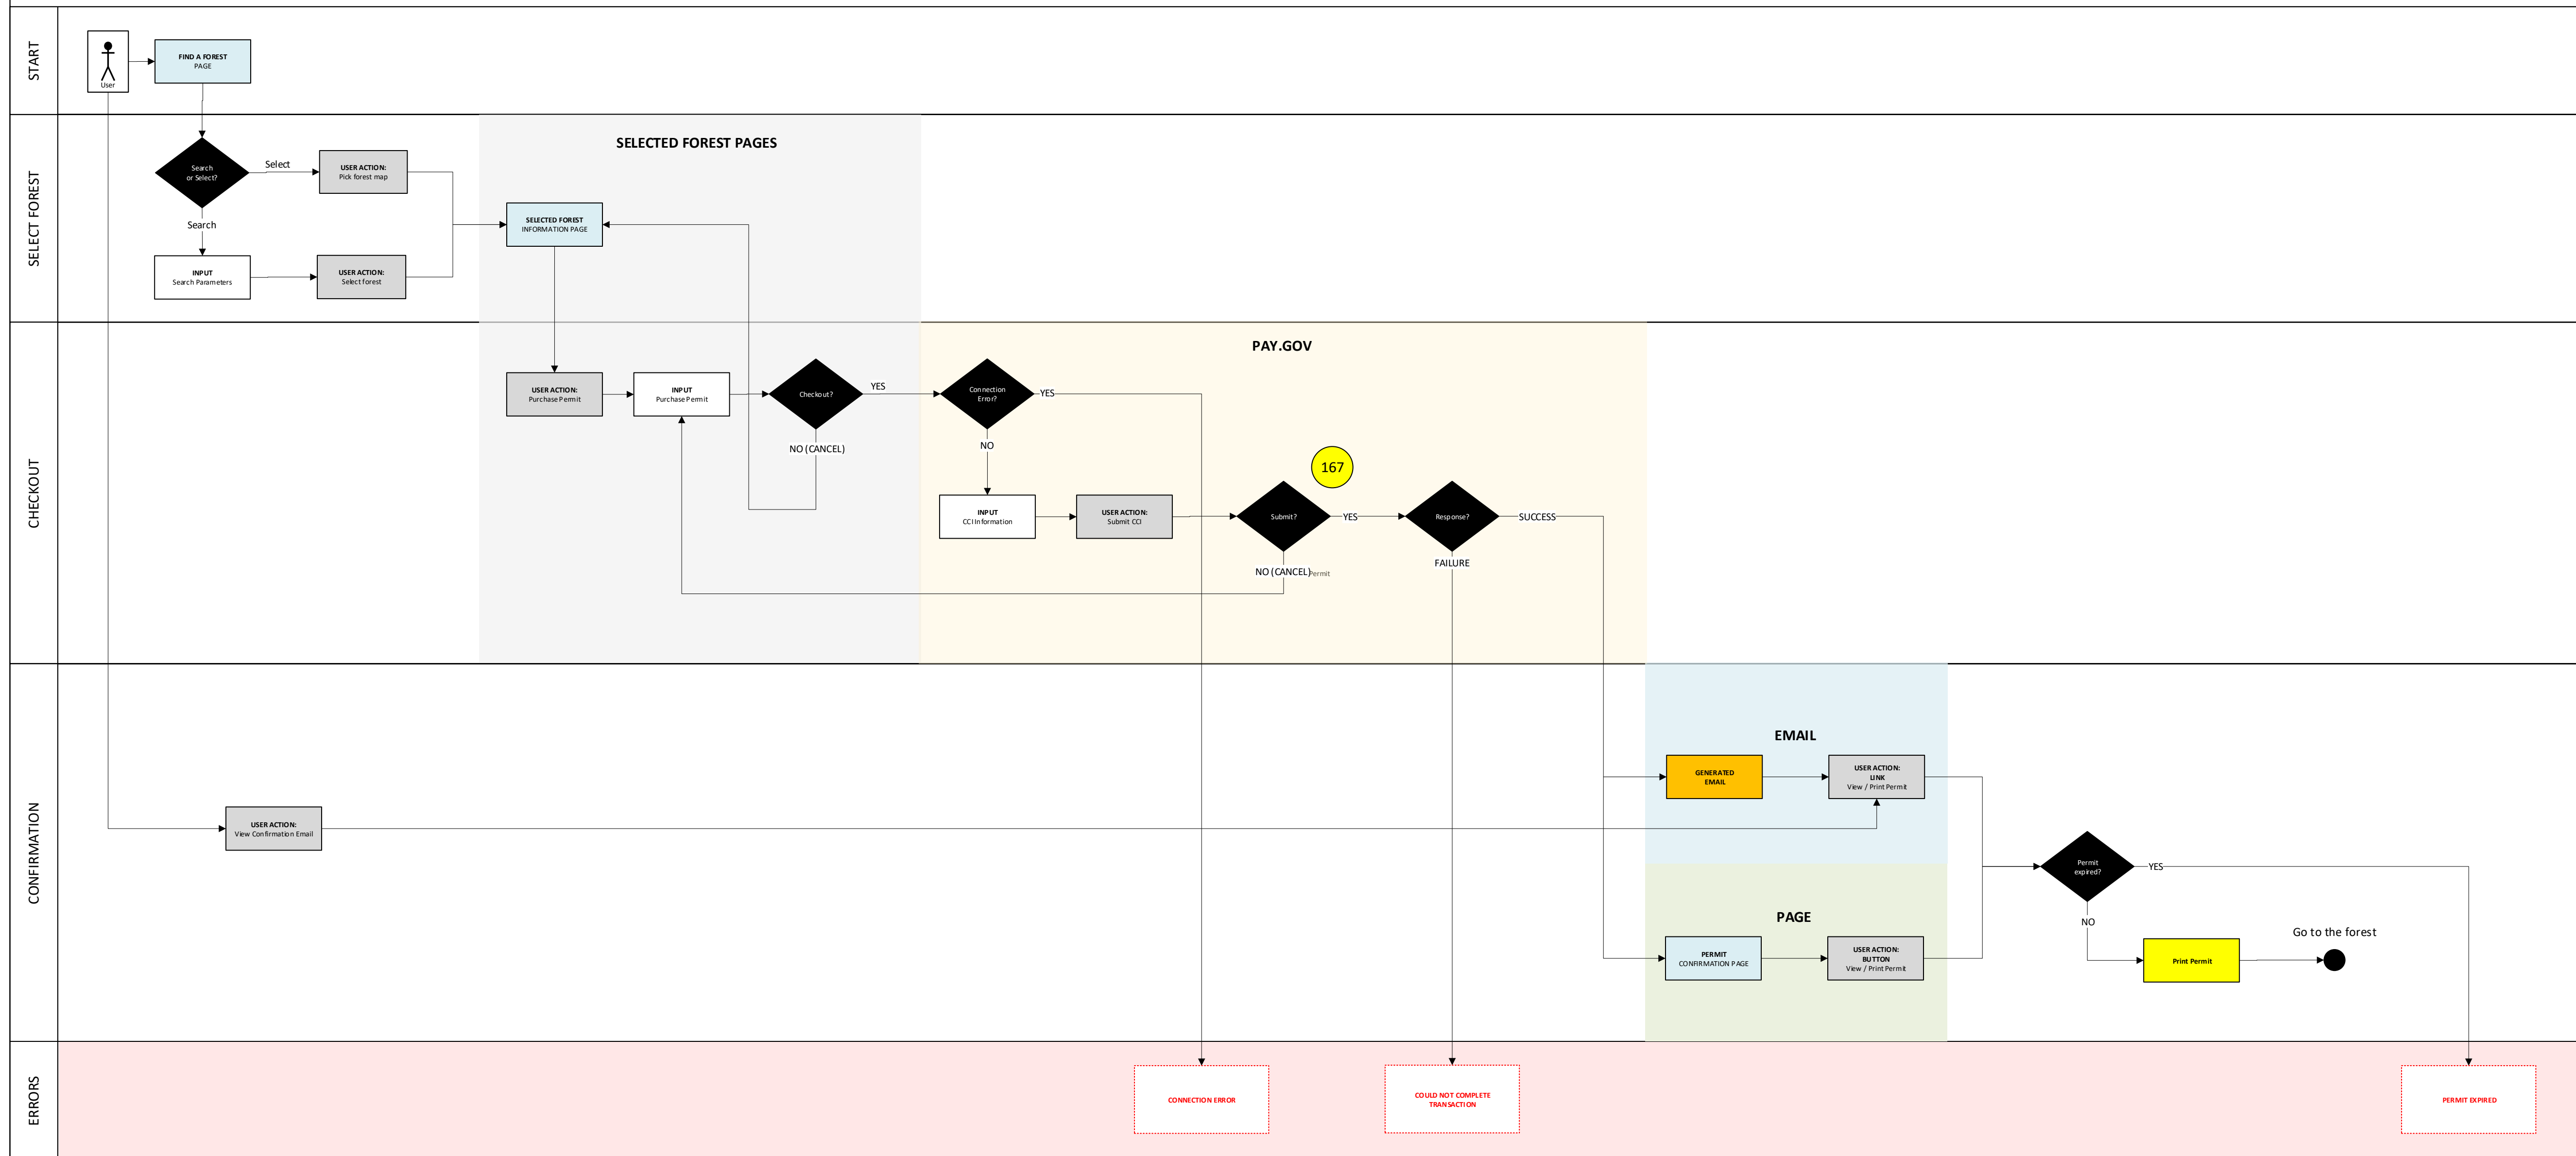 START
User
FIND A FOREST
PAGE
SELECT FOREST
SELECTED FOREST PAGES
Search
or Select?
Select
USER ACTION:
Pick forest map
Search
SELECTED FOREST
INFORMATION PAGE
INPUT
Search Parameters
USER ACTION:
Select forest
CHECKOUT
PAY.GOV
USER ACTION:
Purchase Permit
INPUT
Purchase Permit
Checkout?
YES
NO (CANCEL)
Connection
Error?
YES
NO
167
INPUT
CCI Information
USER ACTION:
Submit CCI
Submit?
YES
NO (CANCEL)
Permit
Response?
SUCCESS
FAILURE
CONFIRMATION
EMAIL
GENERATED
EMAIL
USER ACTION:
LINK
View / Print Permit
USER ACTION:
View Confirmation Email
Permit
expired?
YES
NO
PAGE
PERMIT
CONFIRMATION PAGE
USER ACTION:
BUTTON
View / Print Permit
Print Permit
Go to the forest
ERRORS
CONNECTION ERROR
COULD NOT COMPLETE
TRANSACTION
PERMIT EXPIRED